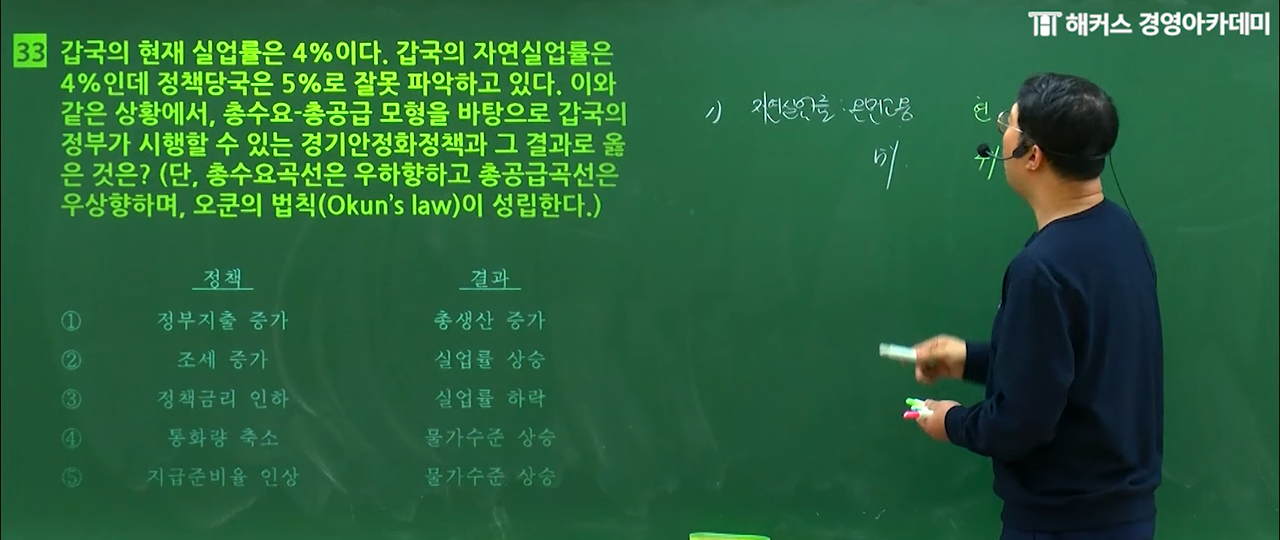 해커스 경영아카데미
33 갑국의 현재 실업률은 4%이다. 갑국의 자연실업률은
4%인데 정책당국은 5%로 잘못 파악하고 있다. 이와
같은 상황에서, 총수요-총공급 모형을 바탕으로 갑국의
정부가 시행할 수 있는 경기안정화정책과 그 결과로 옳
은 것은? (단, 총수요곡선은 우하향하고 총공급곡선은
우상향하며, 오쿤의 법칙(Okun's law)이 성립한다.)
정책 결과
① 정부지출 증가 총생산 증가
② 조세 증가 실업률 상승
③ 정책금리 인하 실업률 하락
④ 통화량 축소 물가수준 상승
⑤ 지급준비율 인상 물가수준 상승
1) 자연실업률 : 완전고용 현
5%. 4%